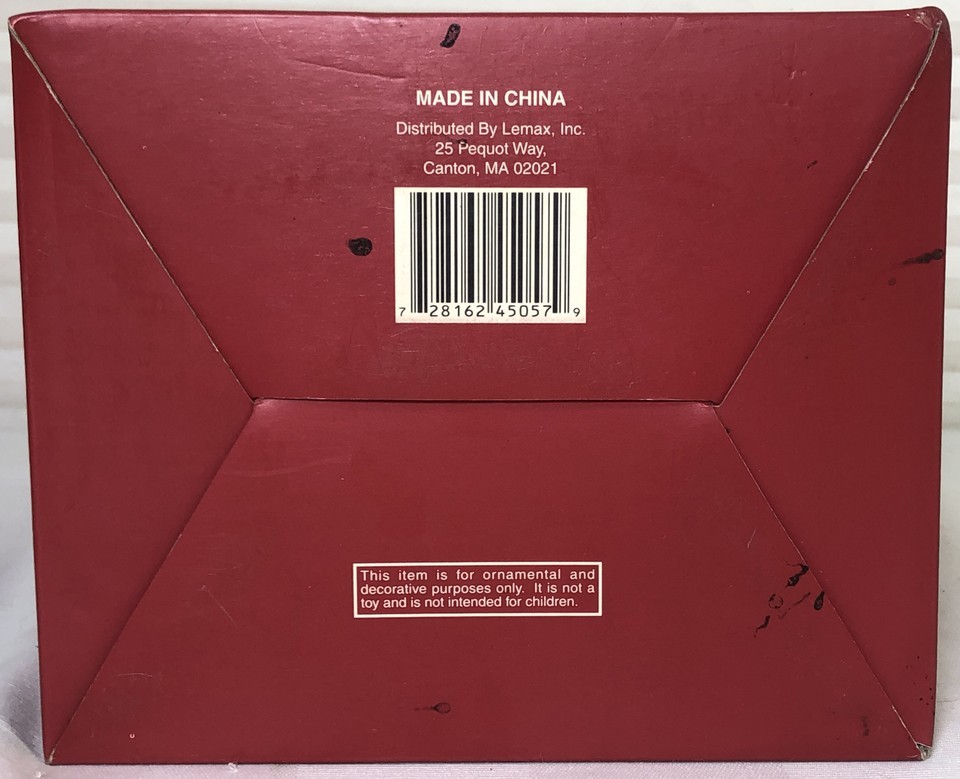 MADE IN CHINA
Distributed By Lemax, Inc.
25 Pequot Way,
Canton, MA 02021
7 28162 45057 9
This item is for ornamental and
decorative purposes only. It is not a
toy and is not intended for children.